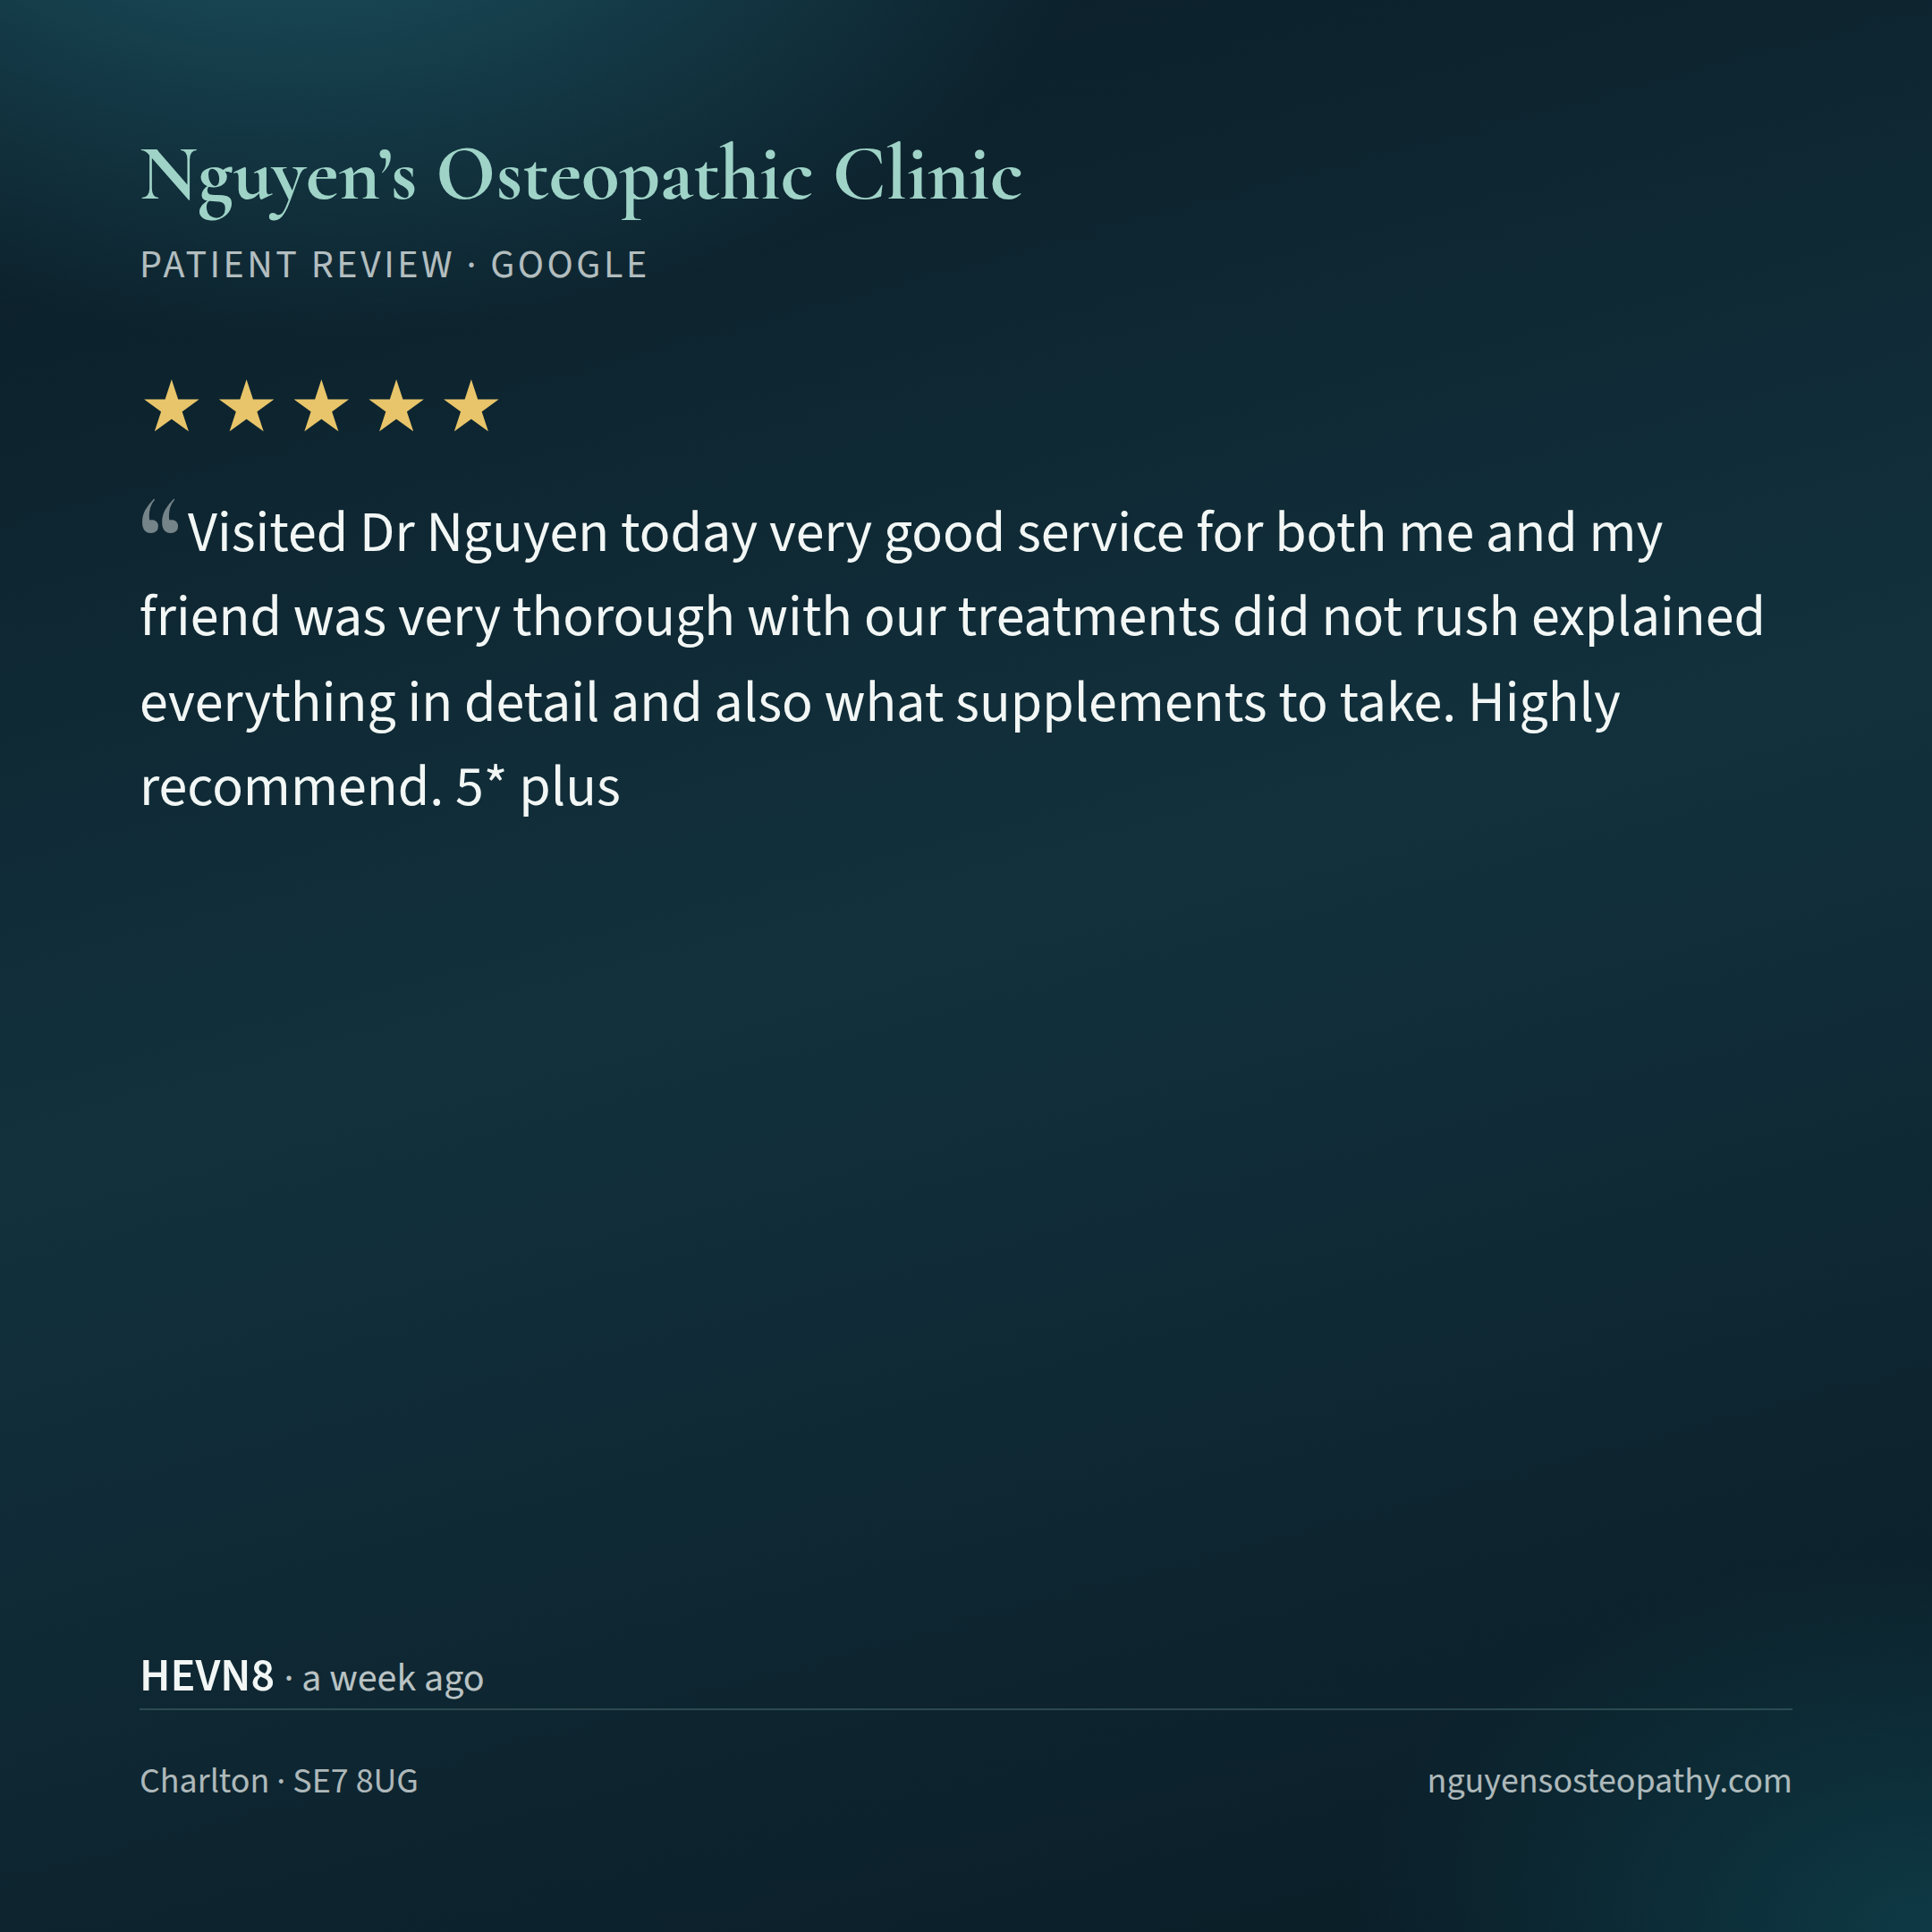 Nguyen’s Osteopathic Clinic
PATIENT REVIEW · GOOGLE
★★★★★
“Visited Dr Nguyen today very good service for both me and my
friend was very thorough with our treatments did not rush explained
everything in detail and also what supplements to take. Highly
recommend. 5* plus
HEVN8 · a week ago
Charlton · SE7 8UG
nguyensosteopathy.com